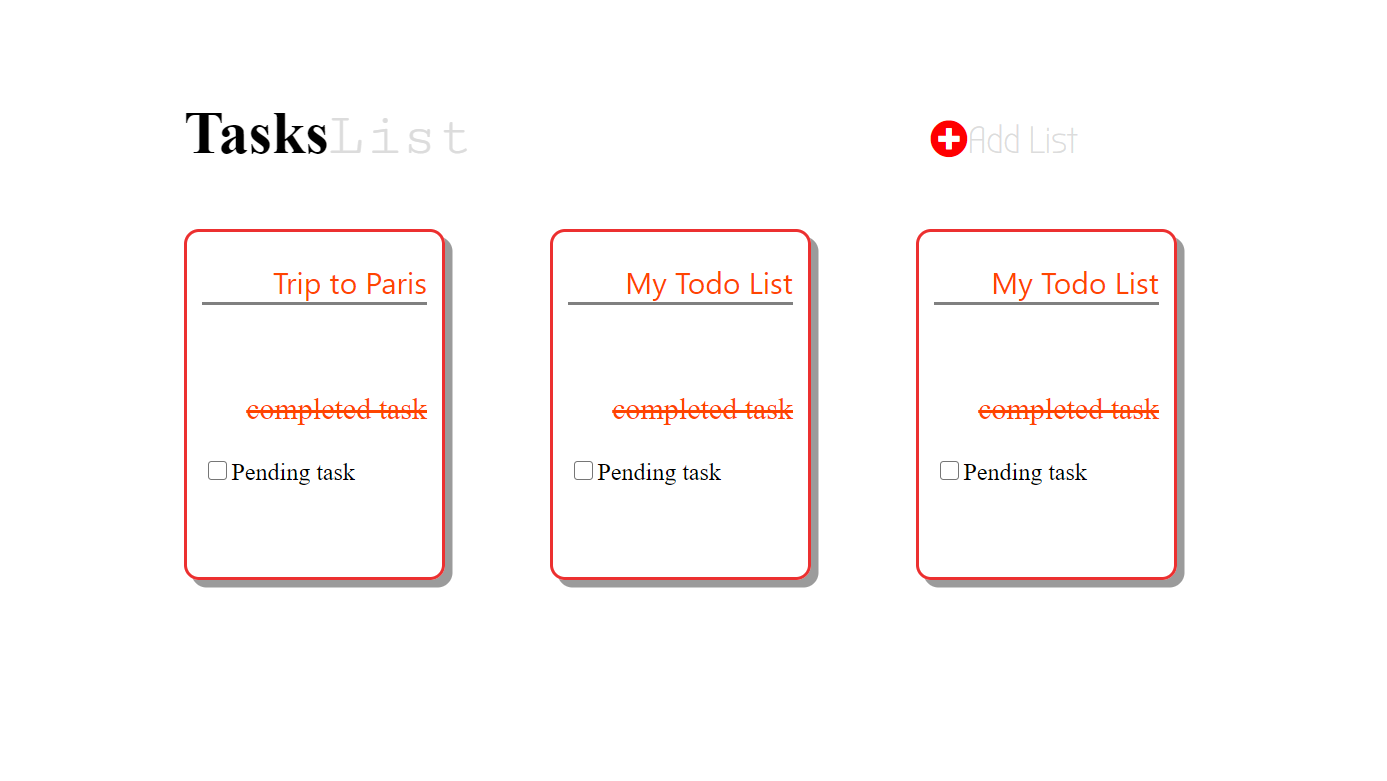 TasksList
Add List
Trip to Paris
completed task
Pending task
My Todo List
completed task
Pending task
My Todo List
completed task
Pending task